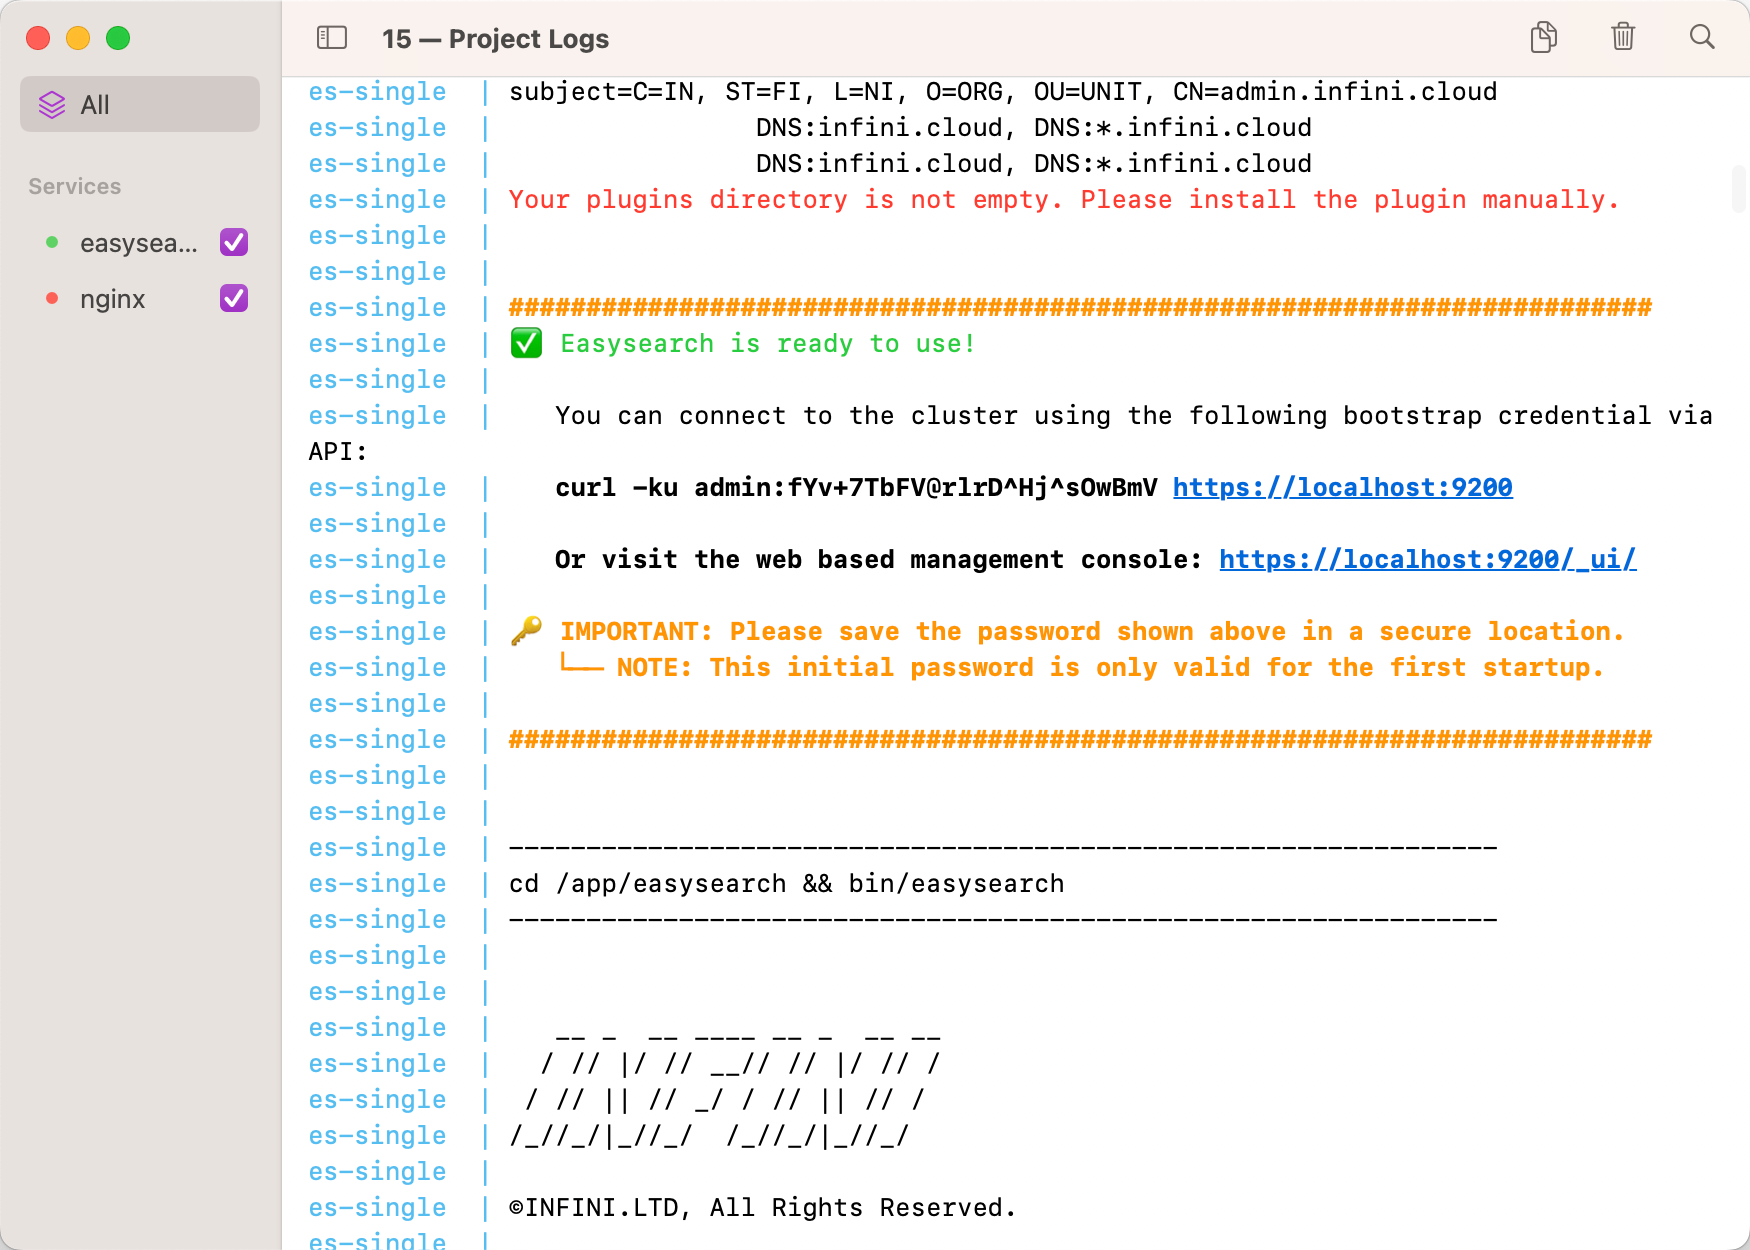 15 — Project Logs
All
Services
easysea...
nginx
es-single | subject=C=IN, ST=FI, L=NI, O=ORG, OU=UNIT, CN=admin.infini.cloud
es-single |                DNS:infini.cloud, DNS:*.infini.cloud
es-single |                DNS:infini.cloud, DNS:*.infini.cloud
es-single | Your plugins directory is not empty. Please install the plugin manually.
es-single |
es-single |
es-single | ##########################################################################
es-single | ✅ Easysearch is ready to use!
es-single |
es-single |    You can connect to the cluster using the following bootstrap credential via
API:
es-single |    curl -ku admin:fYv+7TbFV@rlrD^Hj^sOwBmV https://localhost:9200
es-single |
es-single |    Or visit the web based management console: https://localhost:9200/_ui/
es-single |
es-single | 🔑 IMPORTANT: Please save the password shown above in a secure location.
es-single |    └── NOTE: This initial password is only valid for the first startup.
es-single |
es-single | ##########################################################################
es-single |
es-single |
es-single | ----------------------------------------------------------------
es-single | cd /app/easysearch && bin/easysearch
es-single | ----------------------------------------------------------------
es-single |
es-single |
es-single |    __ _  __ ____ __ _  __ __
es-single |   / // |/ // __// // |/ // /
es-single |  / // || // _/ / // || // /
es-single | /_//_/|_//_/  /_//_/|_//_/
es-single |
es-single | ©INFINI.LTD, All Rights Reserved.
es-single |